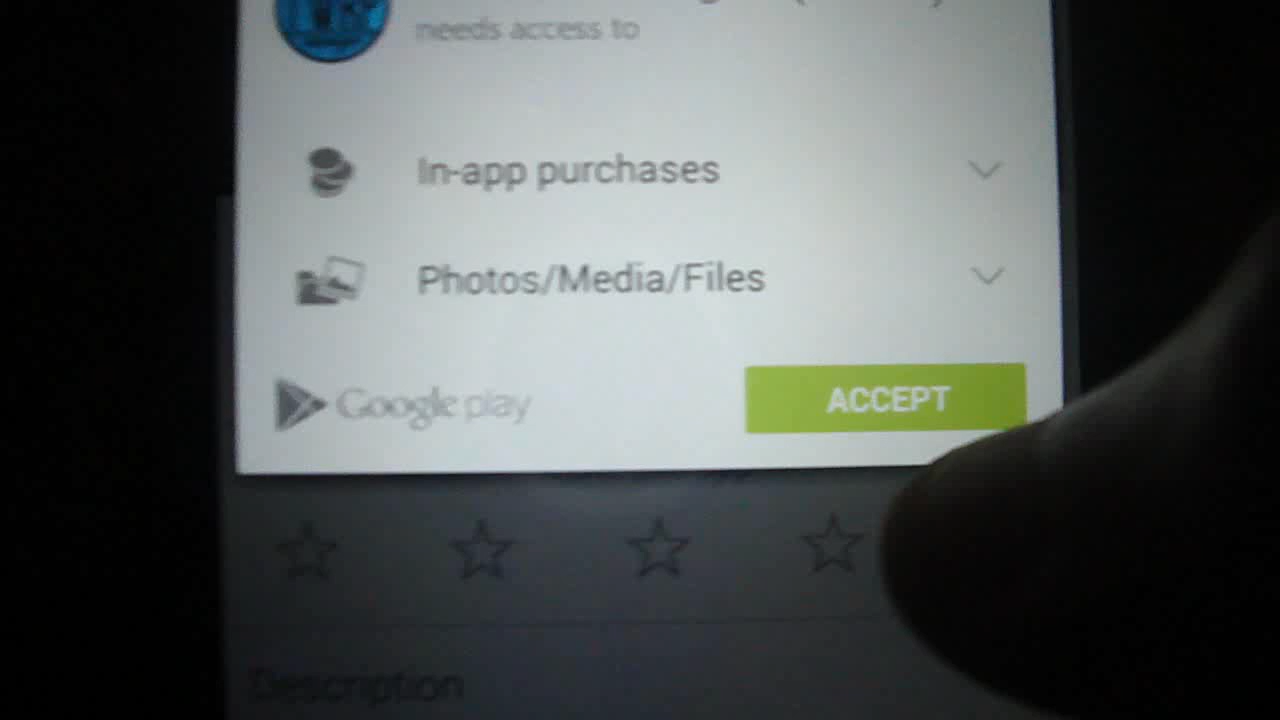 needs access to
In-app purchases
Photos/Media/Files
Google play
ACCEPT
Description